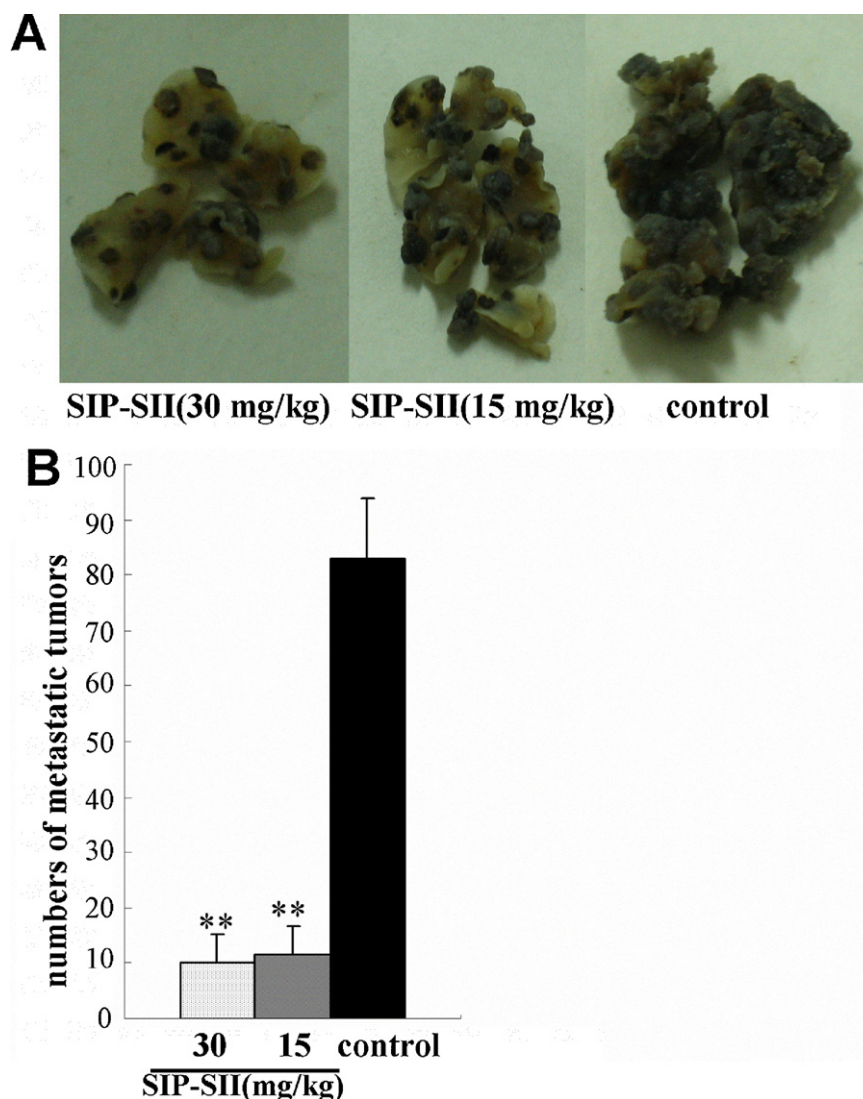 A
SIP-SII(30 mg/kg) SIP-SII(15 mg/kg) control
B
numbers of metastatic tumors
100
90
80
70
60
50
40
30
20
10
0
** **
30 15 control
SIP-SII(mg/kg)